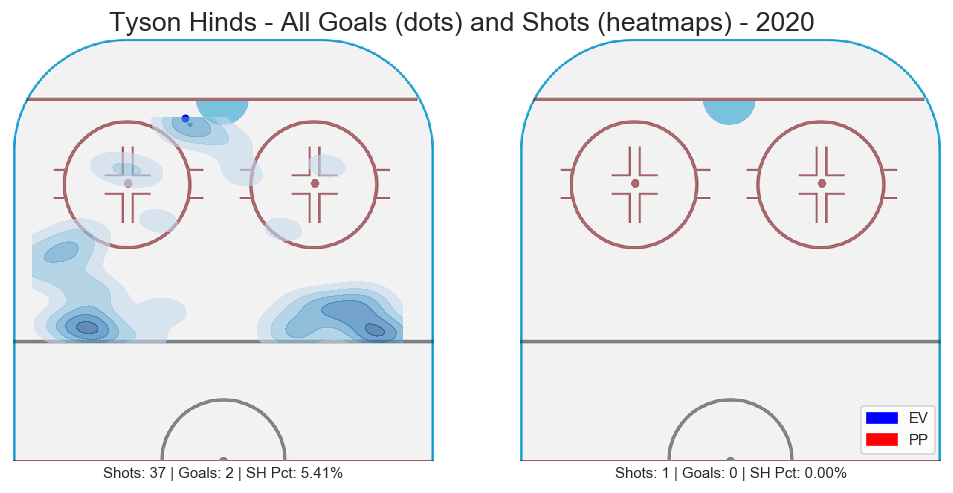 Tyson Hinds - All Goals (dots) and Shots (heatmaps) - 2020
EV
PP
Shots: 37 | Goals: 2 | SH Pct: 5.41%
Shots: 1 | Goals: 0 | SH Pct: 0.00%